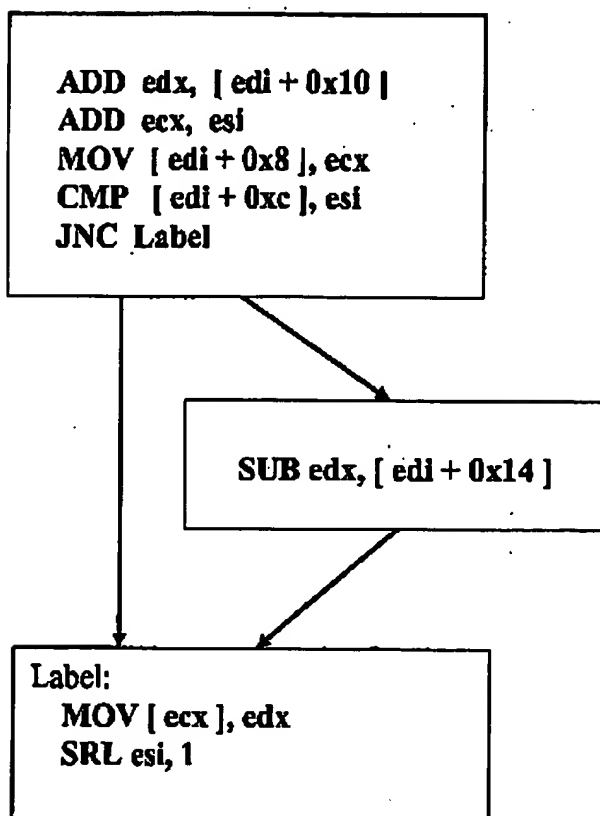 ADD edx, [ edi + 0x10 ]
ADD ecx, esi
MOV [ edi + 0x8 ], ecx
CMP [ edi + 0xc ], esi
JNC Label
SUB edx, [ edi + 0x14 ]
Label:
MOV [ ecx ], edx
SRL esi, 1